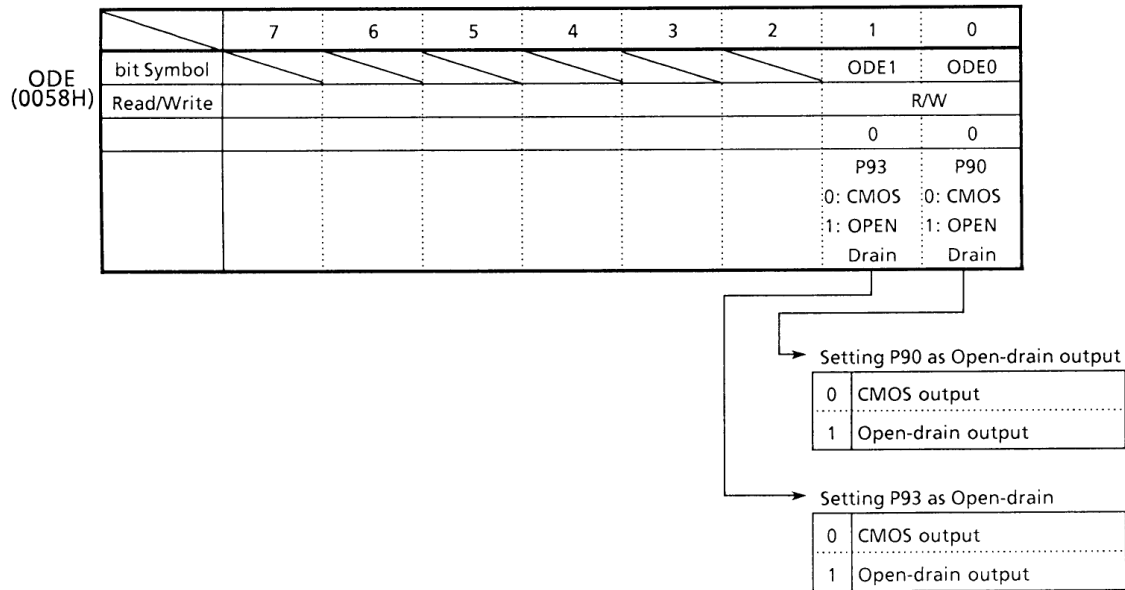 7 6 5 4 3 2 1 0
ODE
(0058H)
bit Symbol ODE1 ODE0
Read/Write R/W
0 0
P93 P90
0: CMOS 0: CMOS
1: OPEN 1: OPEN
Drain Drain
Setting P90 as Open-drain output
0 CMOS output
1 Open-drain output
Setting P93 as Open-drain
0 CMOS output
1 Open-drain output